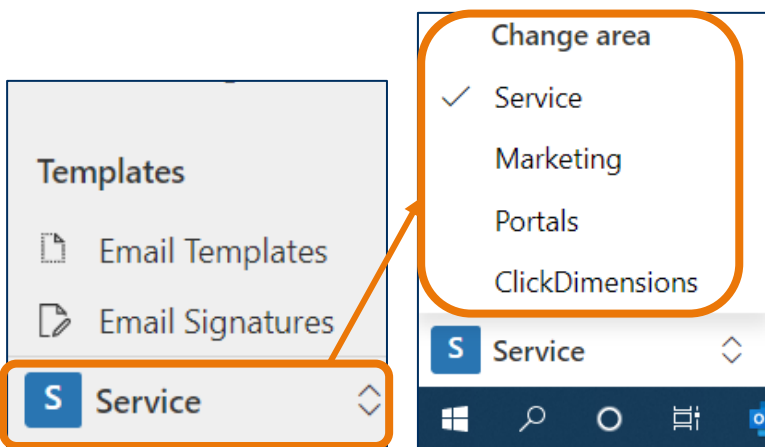 Templates
Email Templates
Email Signatures
S Service
Change area
Service
Marketing
Portals
ClickDimensions
S Service